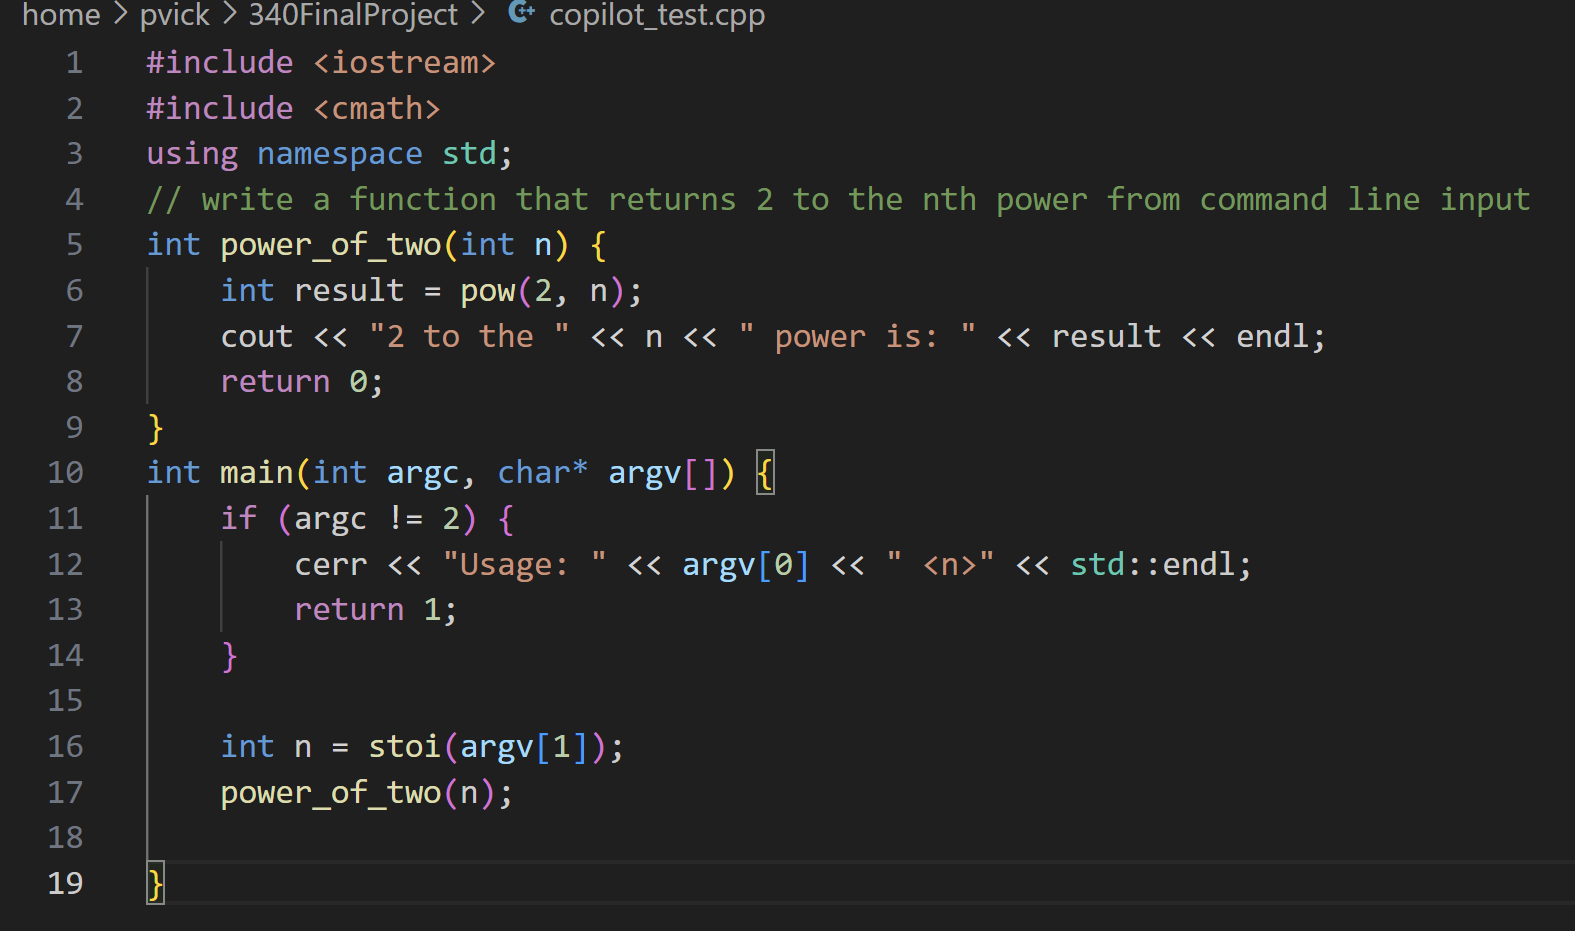 home > pvick > 340FinalProject > C++ copilot_test.cpp
1 #include <iostream>
2 #include <cmath>
3 using namespace std;
4 // write a function that returns 2 to the nth power from command line input
5 int power_of_two(int n) {
6     int result = pow(2, n);
7     cout << "2 to the " << n << " power is: " << result << endl;
8     return 0;
9 }
10 int main(int argc, char* argv[]) {
11     if (argc != 2) {
12         cerr << "Usage: " << argv[0] << " <n>" << std::endl;
13         return 1;
14     }
15
16     int n = stoi(argv[1]);
17     power_of_two(n);
18
19 }